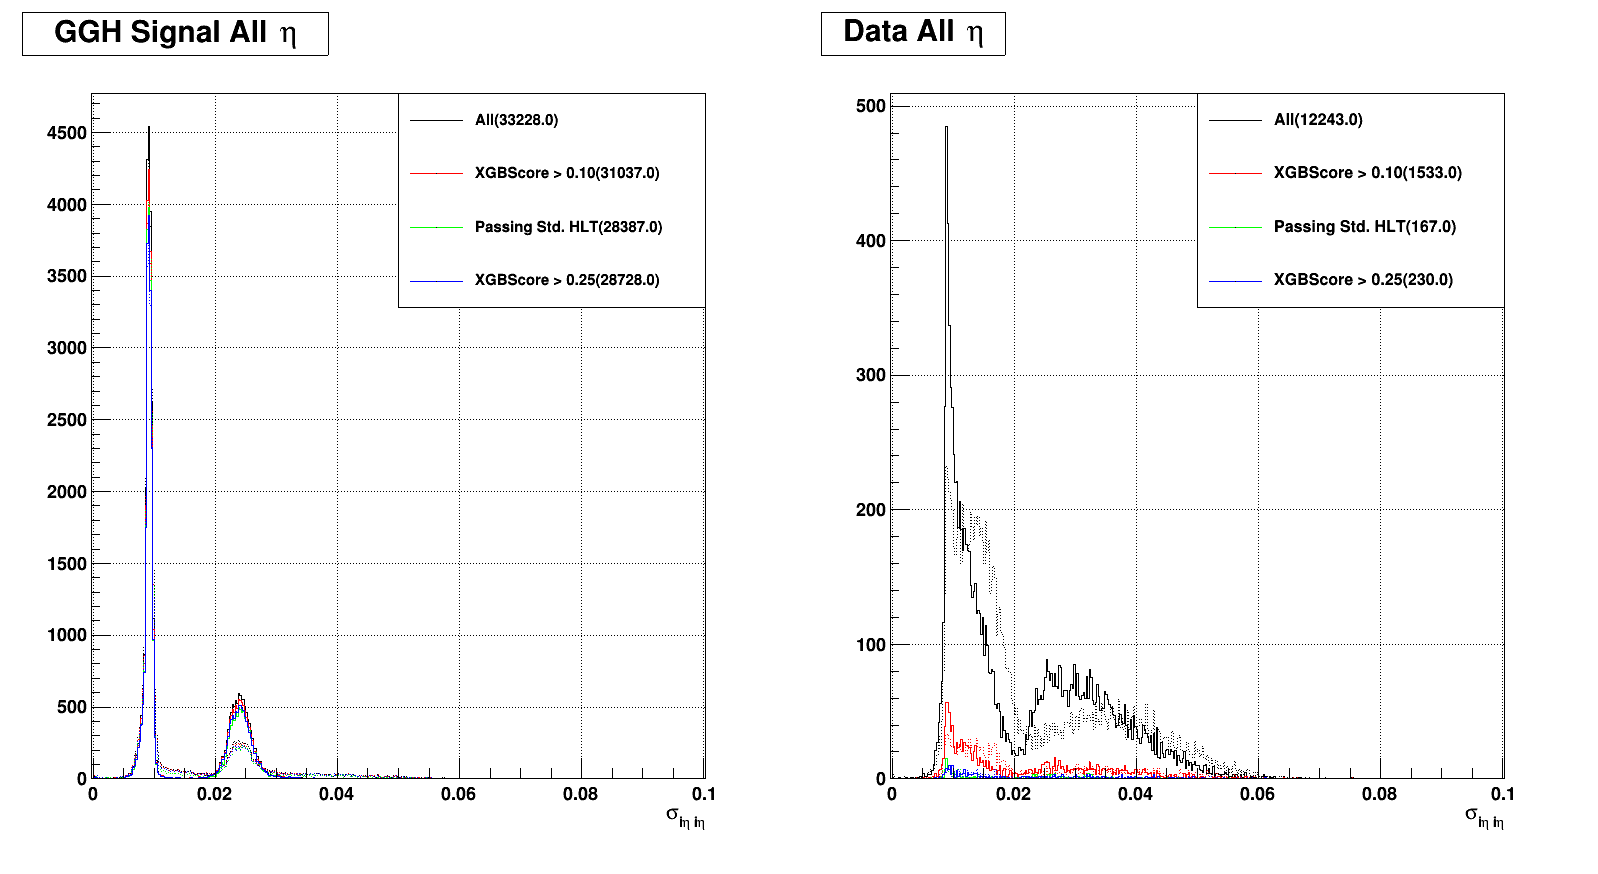 GGH Signal All η
All(33228.0)
XGBScore > 0.10(31037.0)
Passing Std. HLT(28387.0)
XGBScore > 0.25(28728.0)
4500
4000
3500
3000
2500
2000
1500
1000
500
0
0 0.02 0.04 0.06 0.08 0.1
σiη iη
Data All η
All(12243.0)
XGBScore > 0.10(1533.0)
Passing Std. HLT(167.0)
XGBScore > 0.25(230.0)
500
400
300
200
100
0
0 0.02 0.04 0.06 0.08 0.1
σiη iη